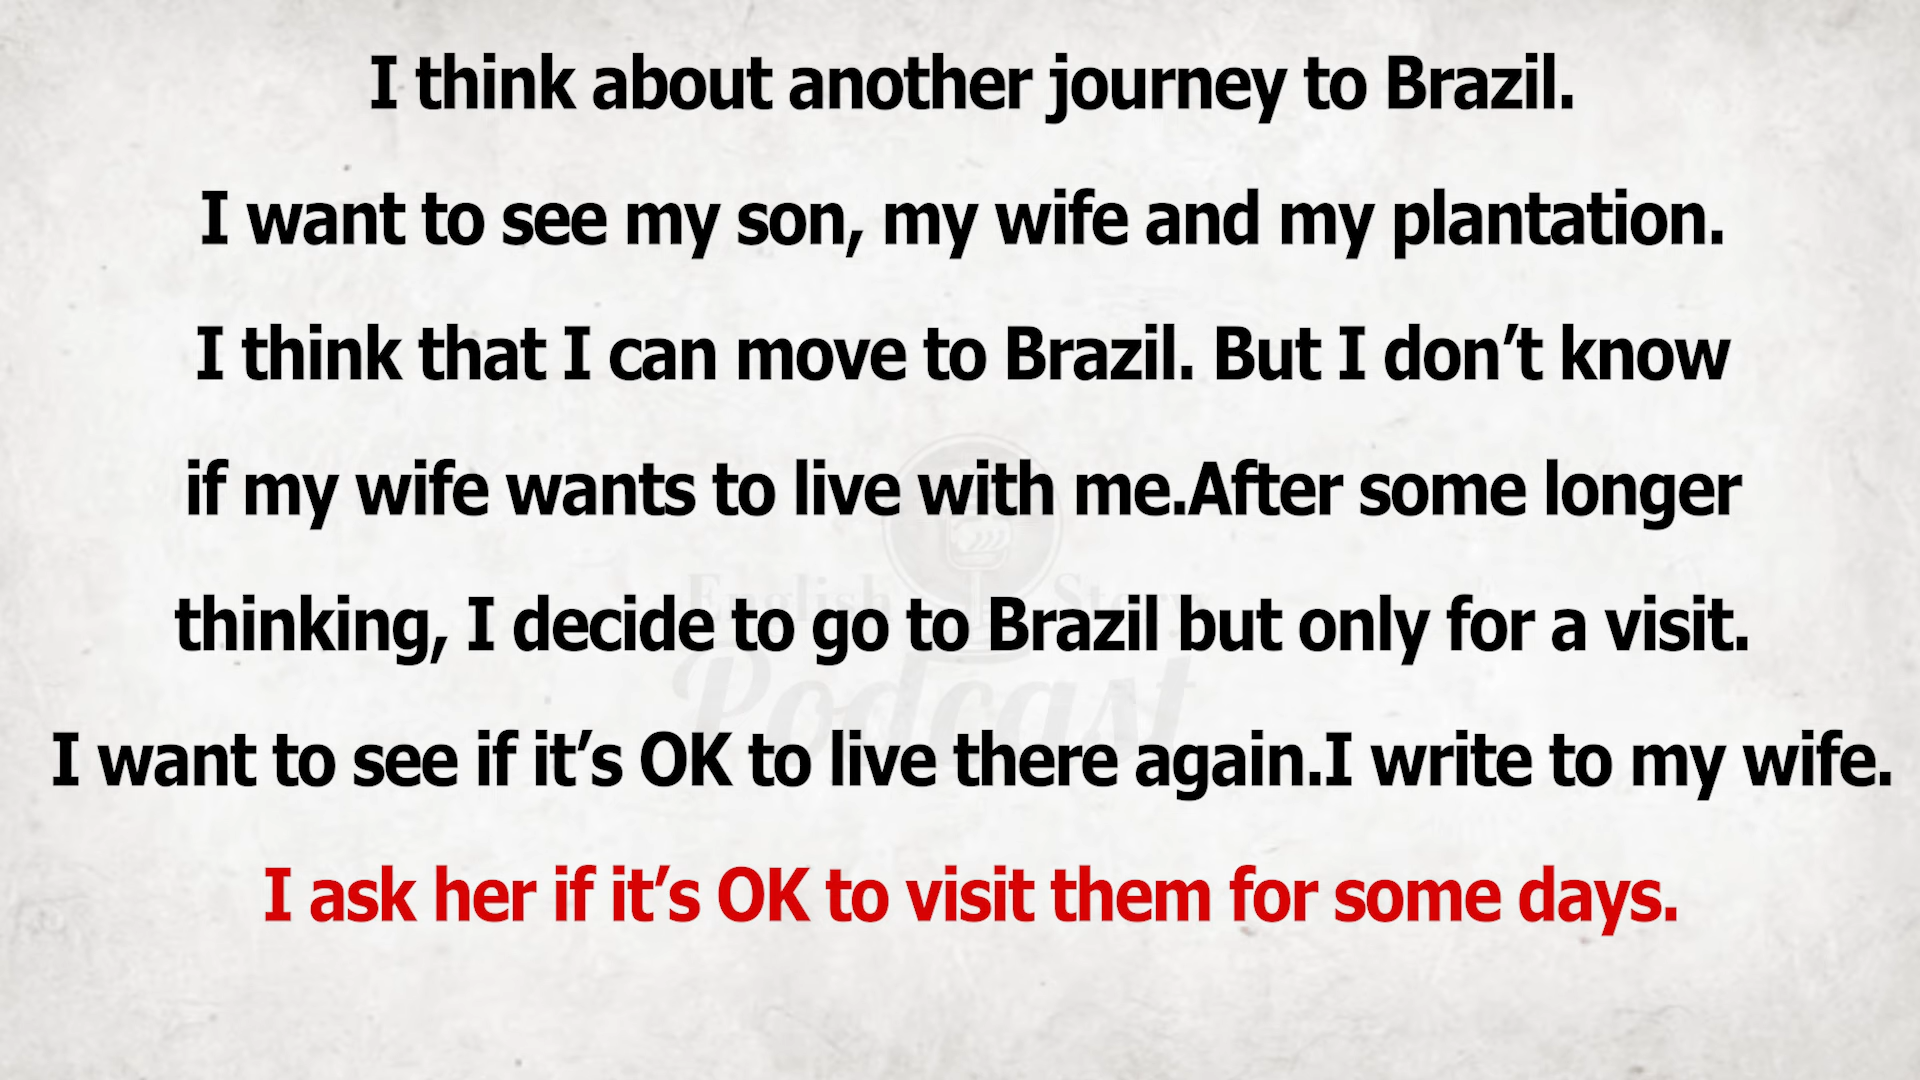 I think about another journey to Brazil.
I want to see my son, my wife and my plantation.
I think that I can move to Brazil. But I don’t know
if my wife wants to live with me.After some longer
thinking, I decide to go to Brazil but only for a visit.
I want to see if it’s OK to live there again.I write to my wife.
I ask her if it’s OK to visit them for some days.
English Story
Podcast